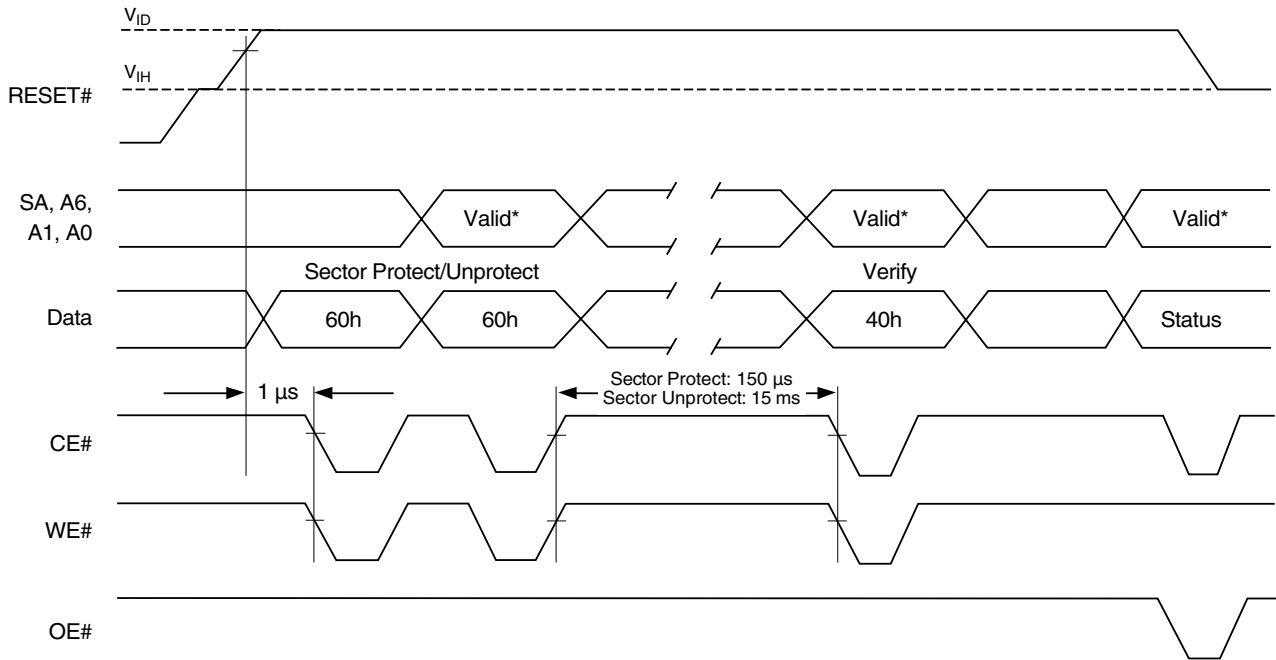 VID
VIH
RESET#
SA, A6,
A1, A0
Valid*
Valid*
Valid*
Sector Protect/Unprotect
Verify
Data
60h
60h
40h
Status
1 µs
Sector Protect: 150 µs
Sector Unprotect: 15 ms
CE#
WE#
OE#